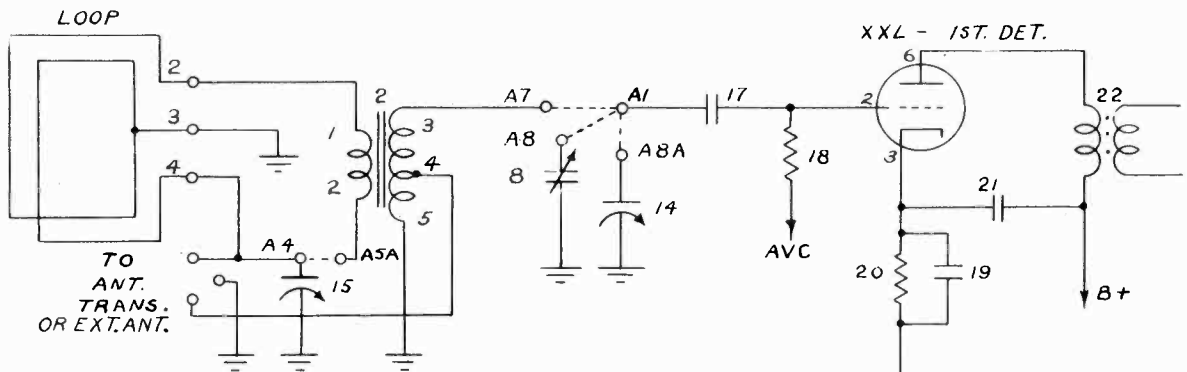 LOOP
2
3
4
TO
ANT.
TRANS.
OR EXT. ANT.
A4
15
A5A
1
2
2
3
4
5
A7
A1
A8
A8A
8
14
17
18
AVC
XXL - 1ST. DET.
6
2
3
22
21
20
19
B+